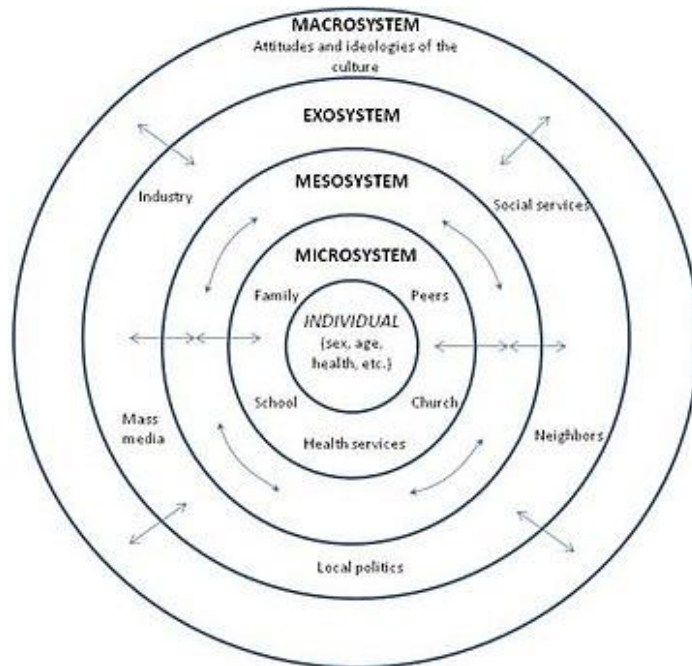 MACROSYSTEM
Attitudes and ideologies of the
culture
EXOSYSTEM
MESOSYSTEM
Industry
Social services
MICROSYSTEM
Family
Peers
INDIVIDUAL
(sex, age,
health, etc.)
School
Church
Mass
media
Health services
Neighbors
Local politics